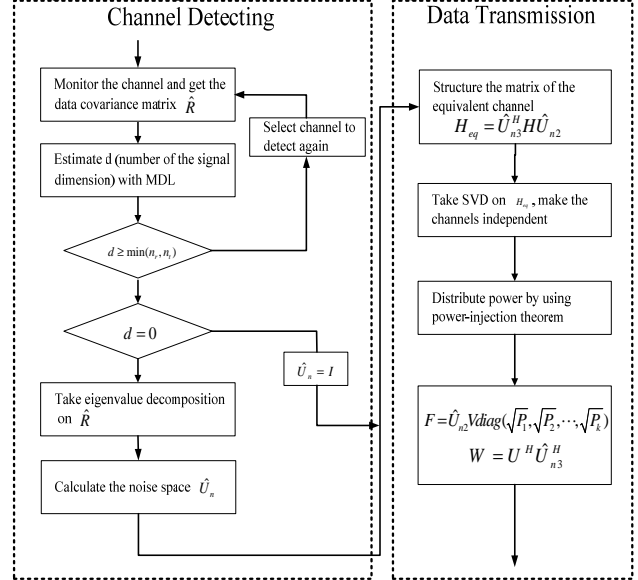 Channel Detecting
Monitor the channel and get the
data covariance matrix R̂
Select channel to
detect again
Estimate d (number of the signal
dimension) with MDL
d ≥ min(n_r, n_t)
d = 0
Û_n = I
Take eigenvalue decomposition
on R̂
Calculate the noise space Û_n
Data Transmission
Structure the matrix of the
equivalent channel
H_eq = Û_n3^H H Û_n2
Take SVD on H_eq, make the
channels independent
Distribute power by using
power-injection theorem
F = Û_n2 Vdiag(√P_1, √P_2, ⋯, √P_k)
W = U^H Û_n3^H